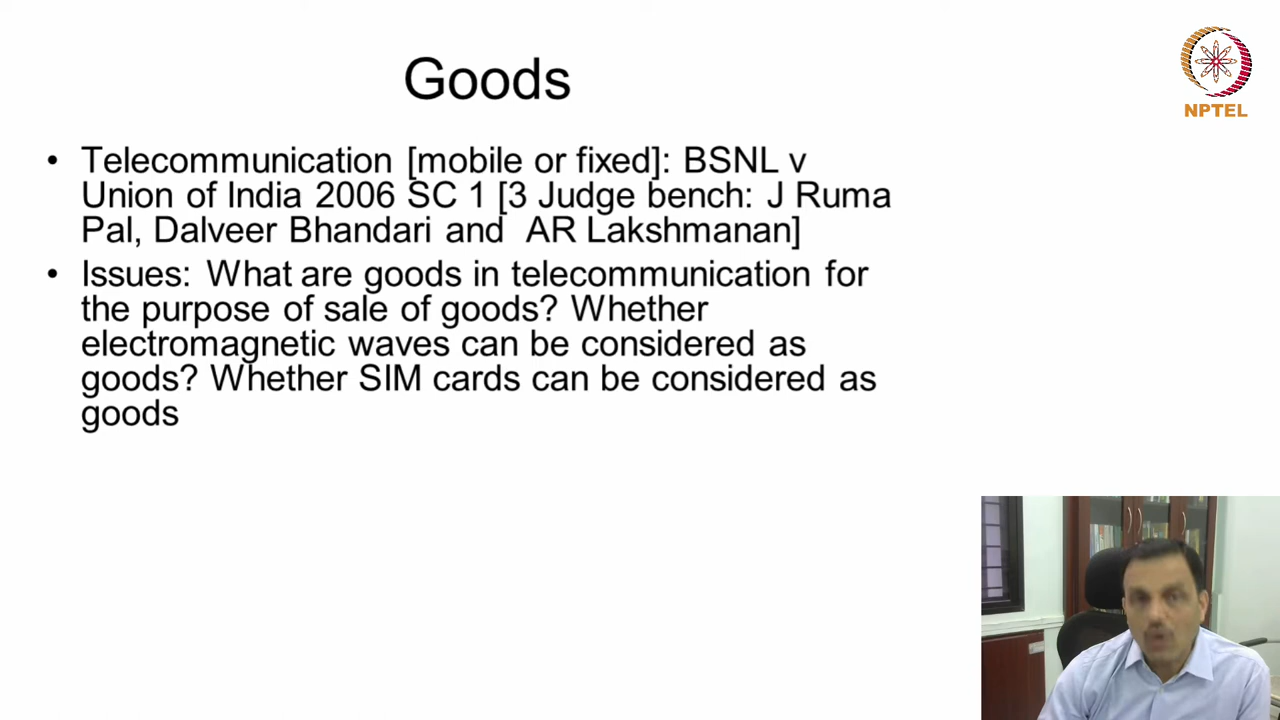 Goods
NPTEL
• Telecommunication [mobile or fixed]: BSNL v
Union of India 2006 SC 1 [3 Judge bench: J Ruma
Pal, Dalveer Bhandari and AR Lakshmanan]
• Issues: What are goods in telecommunication for
the purpose of sale of goods? Whether
electromagnetic waves can be considered as
goods? Whether SIM cards can be considered as
goods